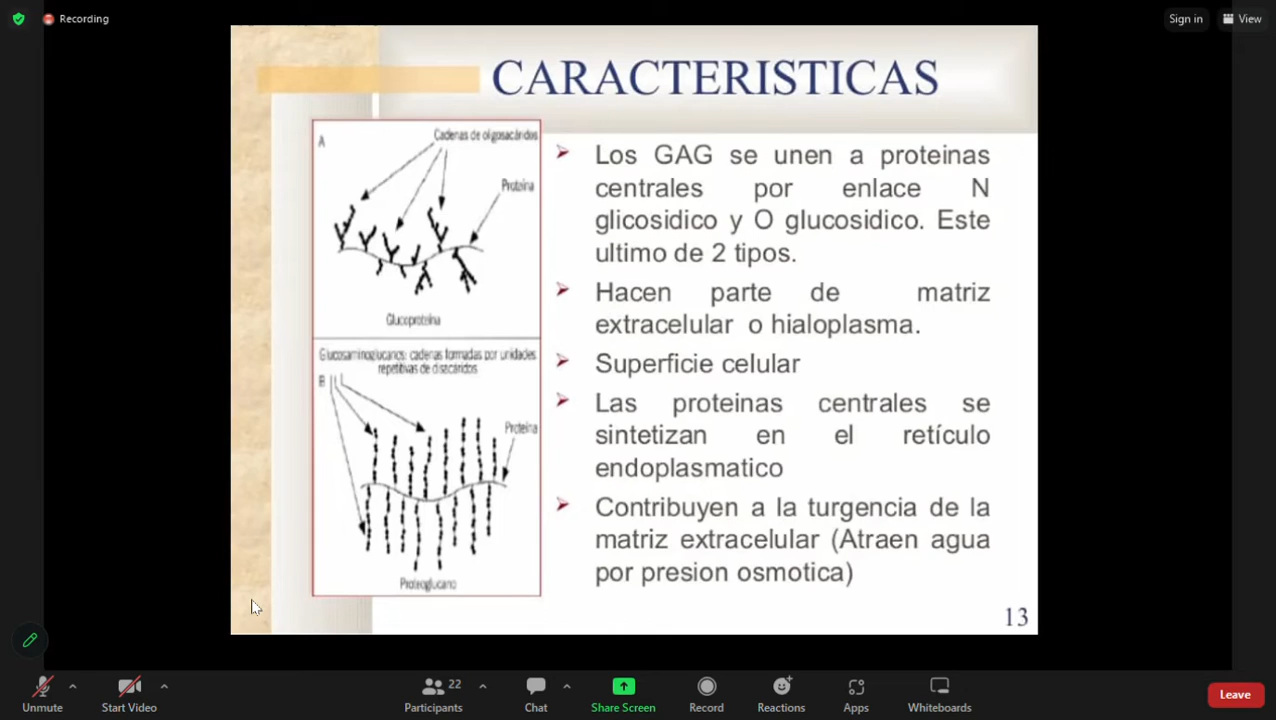 Recording
Sign in
View
CARACTERISTICAS
A
Cadenas de oligosacáridos
Proteína
Glucoproteína
Glucosaminoglucanos: cadenas formadas por unidades
repetitivas de disacáridos
B
Proteína
Proteoglucano
Los GAG se unen a proteinas
centrales por enlace N
glicosidico y O glucosidico. Este
ultimo de 2 tipos.
Hacen parte de matriz
extracelular o hialoplasma.
Superficie celular
Las proteinas centrales se
sintetizan en el retículo
endoplasmatico
Contribuyen a la turgencia de la
matriz extracelular (Atraen agua
por presion osmotica)
13
22
Unmute
Start Video
Participants
Chat
Share Screen
Record
Reactions
Apps
Whiteboards
Leave